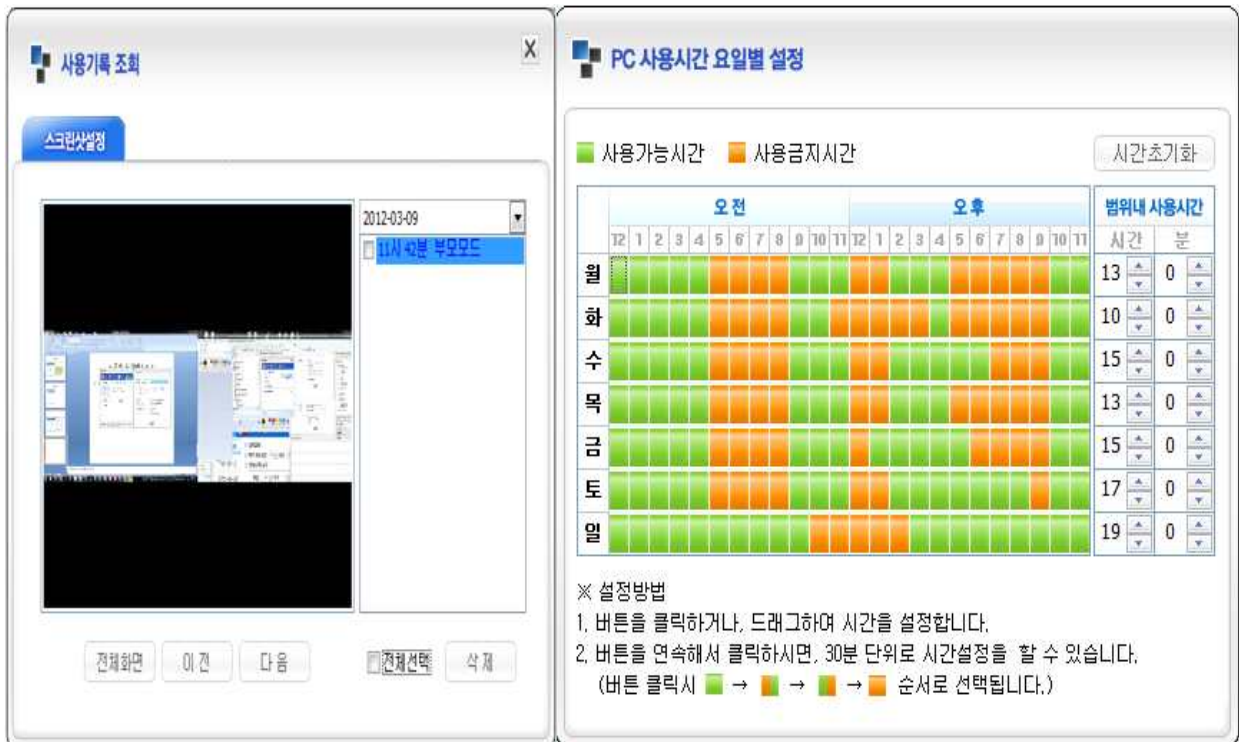 사용기록 조회
X
스크린샷설정
2012-03-09
11시 42분 부모모드
전체화면
이 전
다 음
전체선택
삭 제
PC 사용시간 요일별 설정
사용가능시간 사용금지시간
시간초기화
오 전 오 후 범위내 사용시간
12 1 2 3 4 5 6 7 8 9 10 11 12 1 2 3 4 5 6 7 8 9 10 11 시간 분
월 13 0
화 10 0
수 15 0
목 13 0
금 15 0
토 17 0
일 19 0
※ 설정방법
1. 버튼을 클릭하거나, 드래그하여 시간을 설정합니다.
2. 버튼을 연속해서 클릭하시면, 30분 단위로 시간설정을 할 수 있습니다.
(버튼 클릭시 → → → 순서로 선택됩니다.)